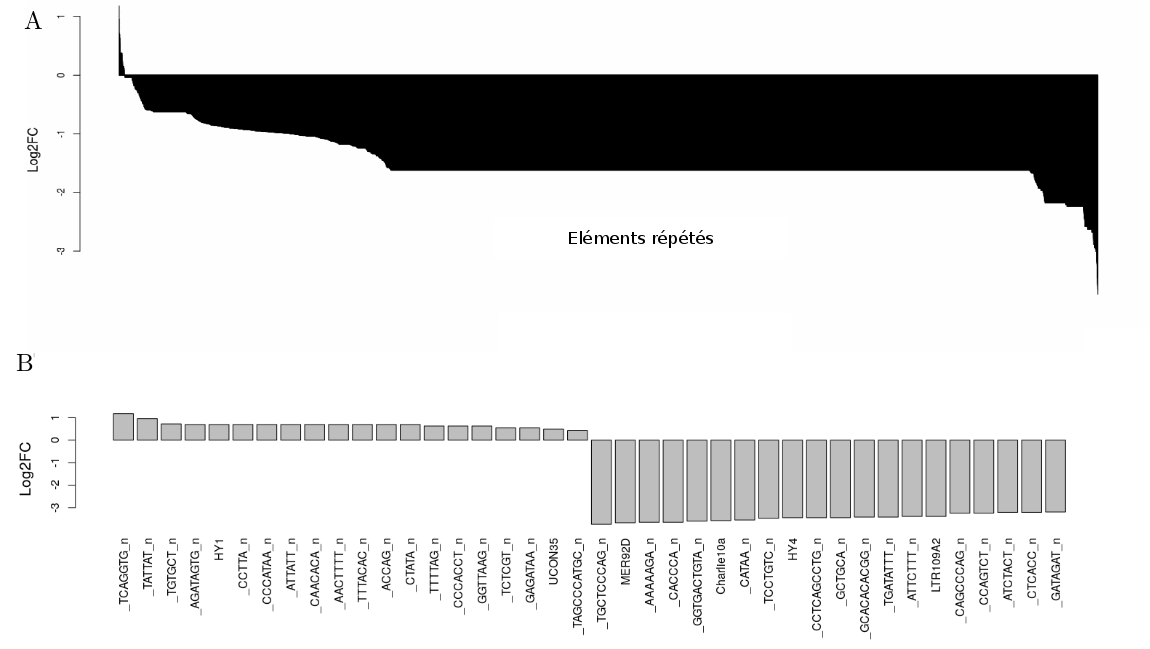 A
1
0
-1
-2
-3
Log2FC
Eléments répétés
B
1
0
-1
-2
-3
Log2FC
_TCAGGTG_n
_TATTAT_n
_TGTGCT_n
_AGATAGTG_n
HY1
_CCTTA_n
_CCCATAA_n
_ATTATT_n
_CAACACA_n
_AACTTTT_n
_TTTACAC_n
_ACCAG_n
_CTATA_n
_TTTTAG_n
_CCCACCT_n
_GGTTAAG_n
_TCTCGT_n
_GAGATAA_n
UCON35
_TAGCCCATGC_n
_TGCTCCCAG_n
MER92D
_AAAAGA_n
_CACCCA_n
_GGTGACTGTA_n
Charlie10a
_CATAA_n
_TCCTGTC_n
HY4
_CCTCAGCCTG_n
_GCTGCA_n
_GCACACACGG_n
_TGATATTT_n
_ATTCTTT_n
LTR109A2
_CAGCCCAG_n
_CCAGTCT_n
_ATCTACT_n
_CTCACC_n
_GATAGAT_n